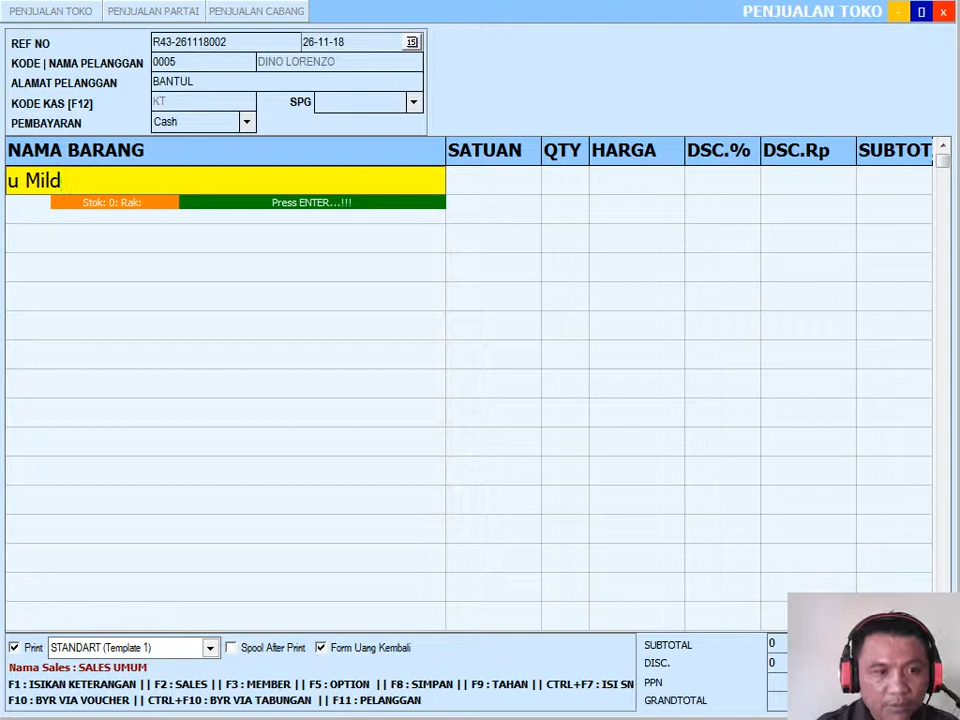 PENJUALAN TOKO PENJUALAN PARTAI PENJUALAN CABANG PENJUALAN TOKO - x
REF NO R43-261118002 26-11-18 15
KODE | NAMA PELANGGAN 0005 DINO LORENZO
ALAMAT PELANGGAN BANTUL
KODE KAS [F12] KT SPG
PEMBAYARAN Cash
NAMA BARANG SATUAN QTY HARGA DSC.% DSC.Rp SUBTOT
u Mild
Stok: 0: Rak: Press ENTER...!!!
Print STANDART (Template 1) Spool After Print Form Uang Kembali
Nama Sales : SALES UMUM
F1 : ISIKAN KETERANGAN || F2 : SALES || F3 : MEMBER || F5 : OPTION || F8 : SIMPAN || F9 : TAHAN || CTRL+F7 : ISI SN
F10 : BYR VIA VOUCHER || CTRL+F10 : BYR VIA TABUNGAN || F11 : PELANGGAN
SUBTOTAL 0
DISC. 0
PPN
GRANDTOTAL